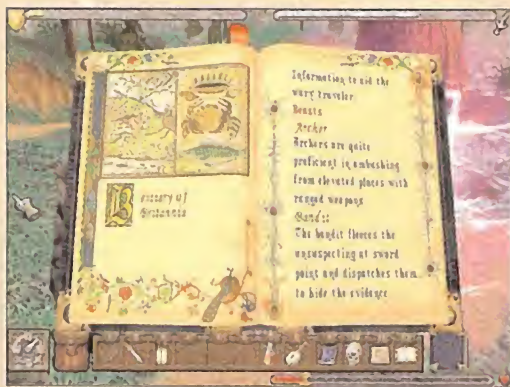 Bestiary of
Britannia
Information to aid the
wary traveler.
Beasts
Archer
Archers are quite
proficient in ambushing
from elevated places with
ranged weapons
Bandit
The bandit fleeces the
unsuspecting at sword
point and dispatches them
to hide the evidence